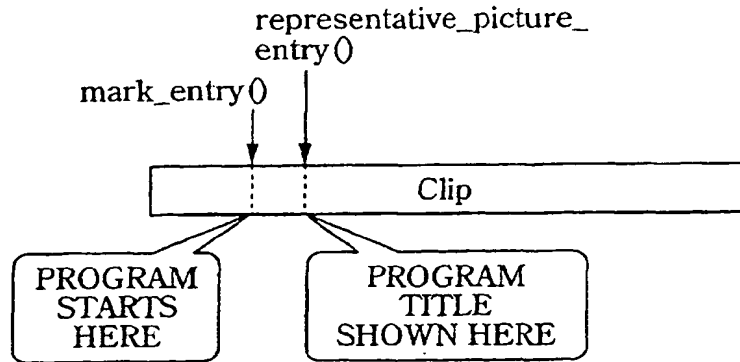 representative_picture_
entry()
mark_entry()
Clip
PROGRAM
STARTS
HERE
PROGRAM
TITLE
SHOWN HERE